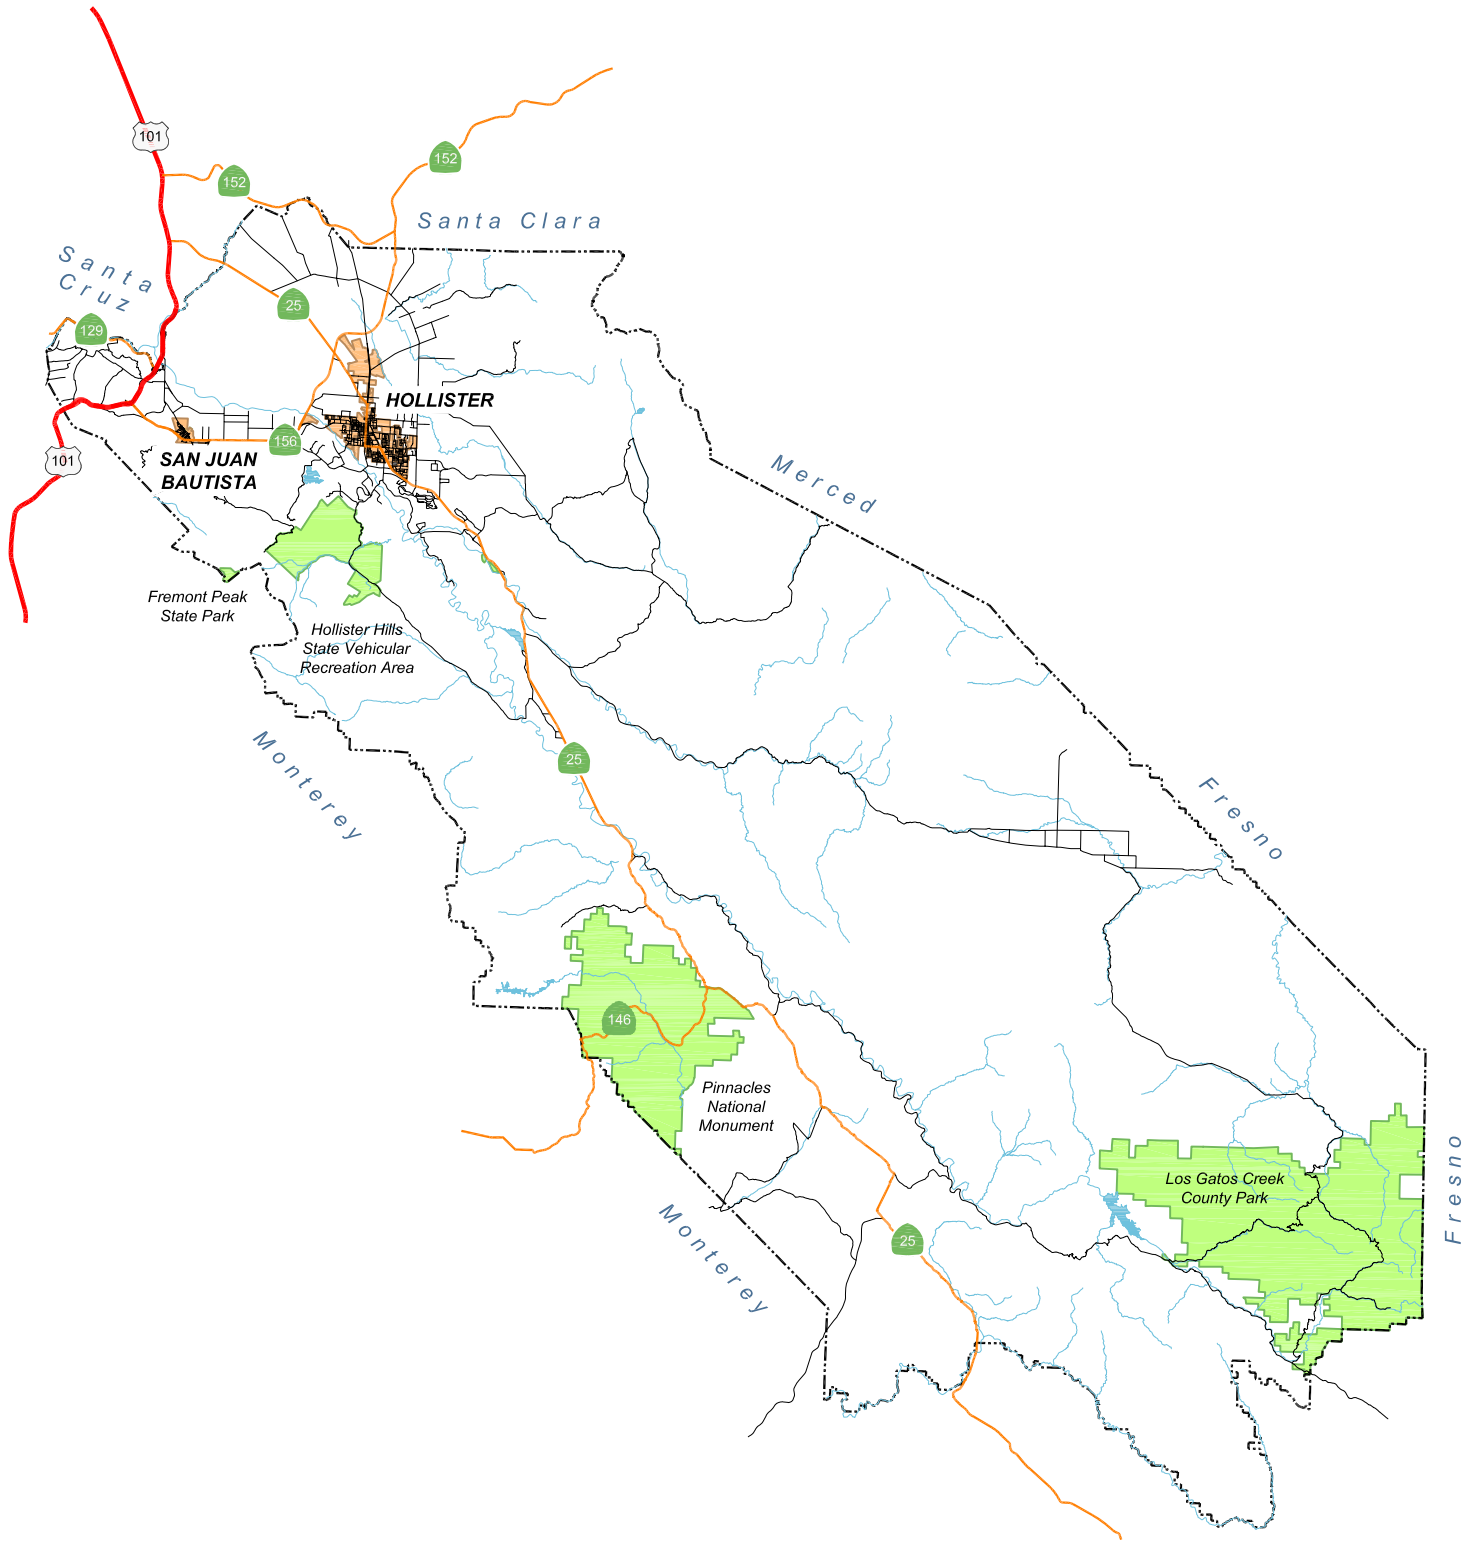 101
152
152
Santa Clara
Santa
Cruz
25
129
HOLLISTER
156
101
SAN JUAN
BAUTISTA
Merced
Fremont Peak
State Park
Hollister Hills
State Vehicular
Recreation Area
Monterey
25
Fresno
146
Pinnacles
National
Monument
Los Gatos Creek
County Park
Fresno
Monterey
25